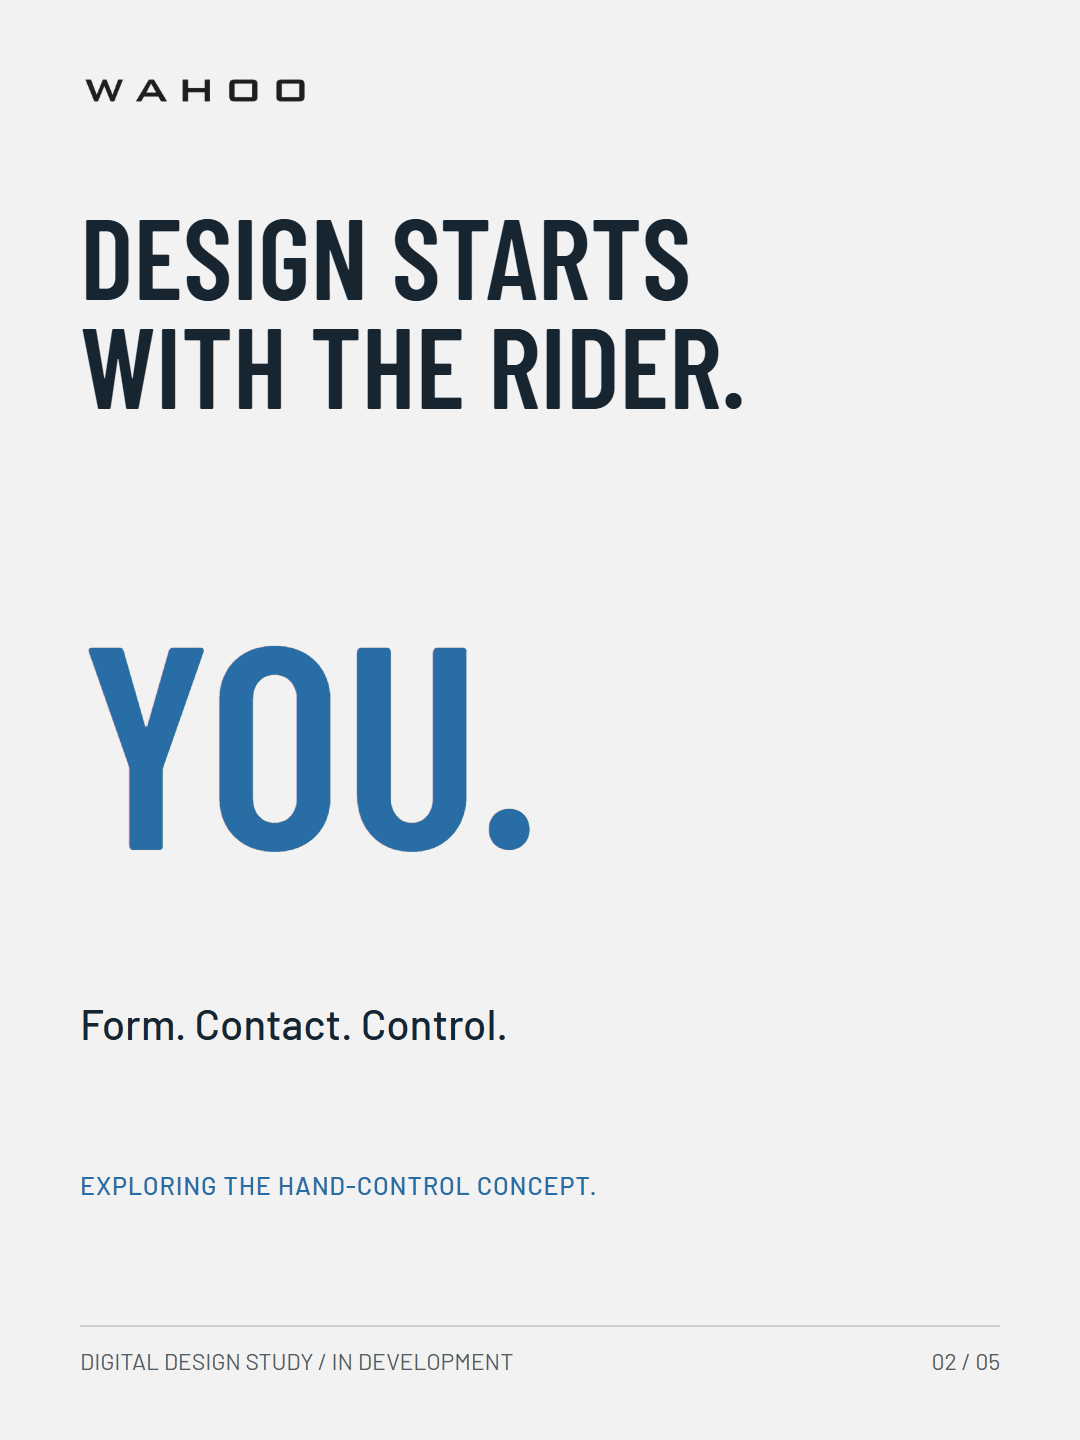 WAHOO
DESIGN STARTS
WITH THE RIDER.
YOU.
Form. Contact. Control.
EXPLORING THE HAND-CONTROL CONCEPT.
DIGITAL DESIGN STUDY / IN DEVELOPMENT
02 / 05